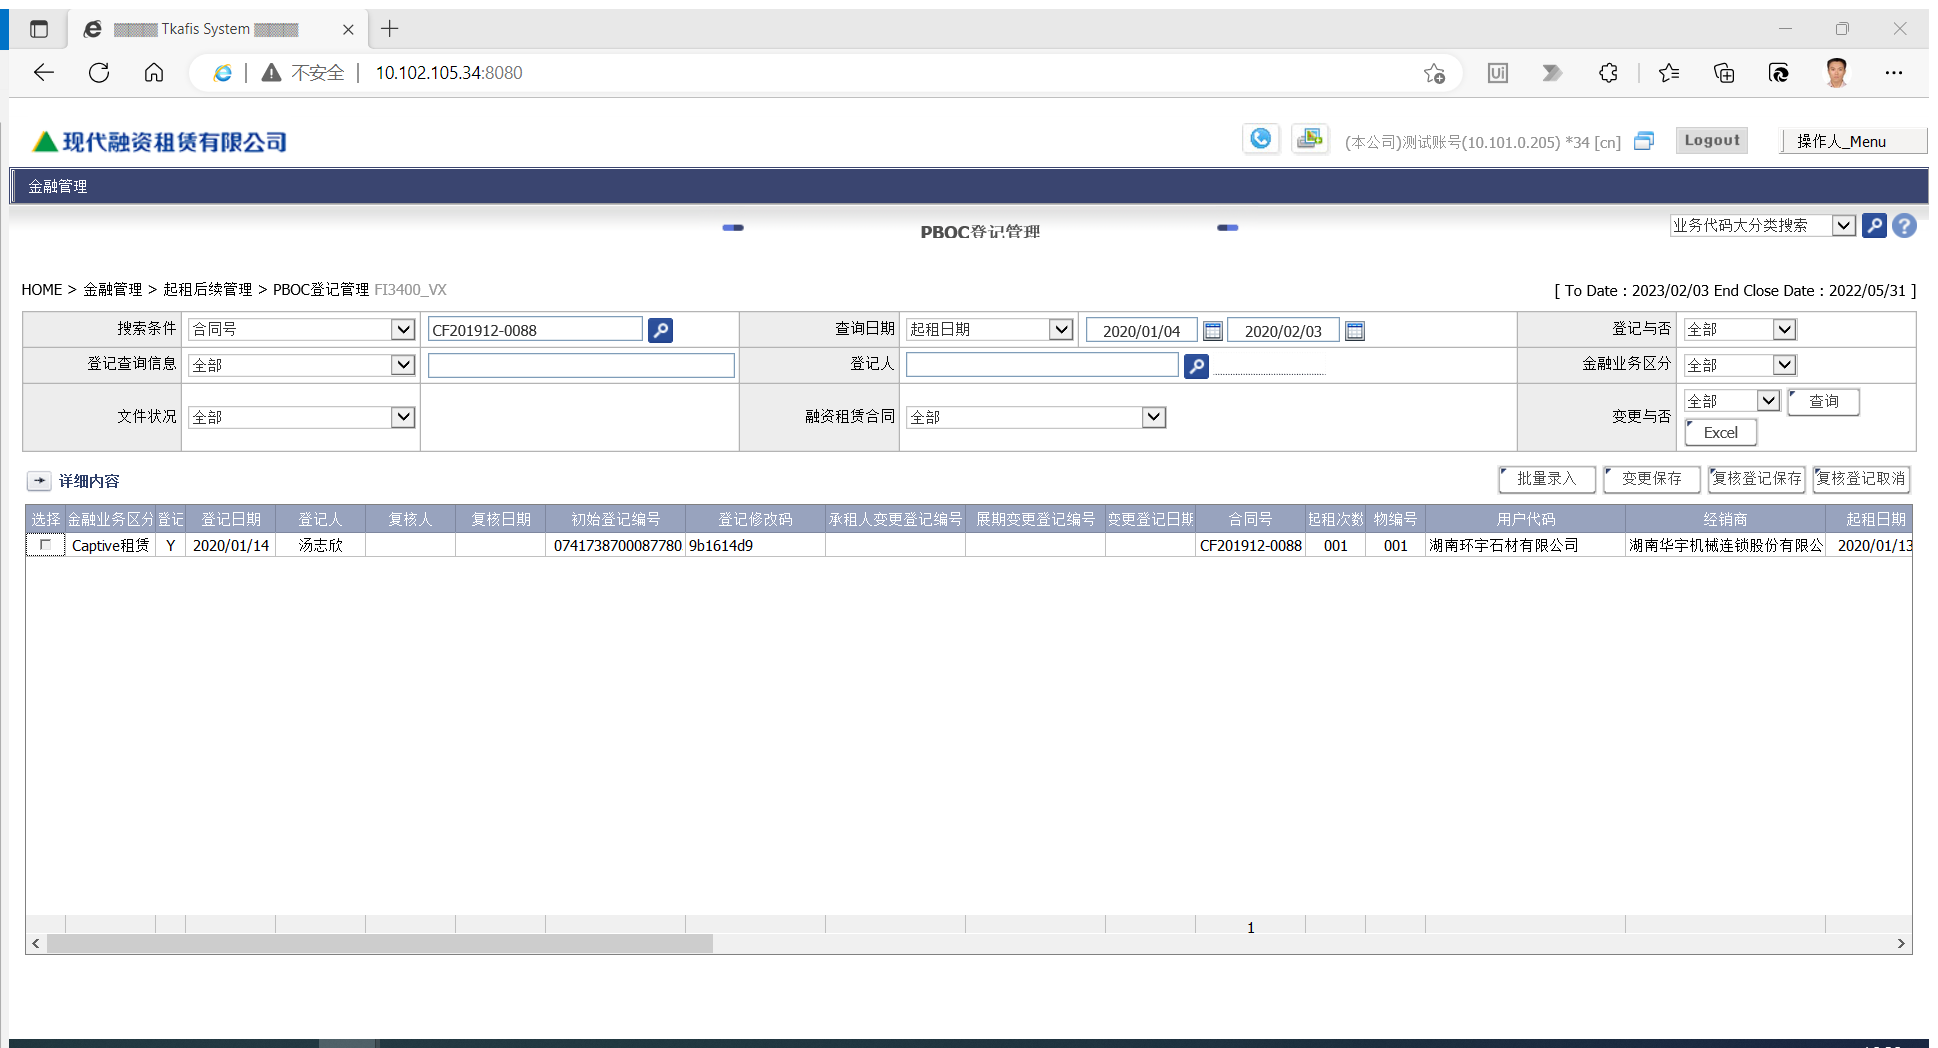 ▒▒▒▒ Tkafis System ▒▒▒▒
不安全 10.102.105.34:8080
现代融资租赁有限公司
(本公司)测试账号(10.101.0.205) *34 [cn] Logout 操作人_Menu
金融管理
PBOC登记管理 业务代码大分类搜索
HOME > 金融管理 > 起租后续管理 > PBOC登记管理 FI3400_VX [ To Date : 2023/02/03 End Close Date : 2022/05/31 ]
搜索条件 合同号 CF201912-0088 查询日期 起租日期 2020/01/04 2020/02/03 登记与否 全部
登记查询信息 全部 登记人 金融业务区分 全部
文件状况 全部 融资租赁合同 全部 变更与否 全部 查询
Excel
详细内容 批量录入 变更保存 复核登记保存 复核登记取消
选择 金融业务区分 登记 登记日期 登记人 复核人 复核日期 初始登记编号 登记修改码 承租人变更登记编号 展期变更登记编号 变更登记日期 合同号 起租次数 物编号 用户代码 经销商 起租日期
Captive租赁 Y 2020/01/14 汤志欣 0741738700087780 9b1614d9 CF201912-0088 001 001 湖南环宇石材有限公司 湖南华宇机械连锁股份有限公 2020/01/13
1